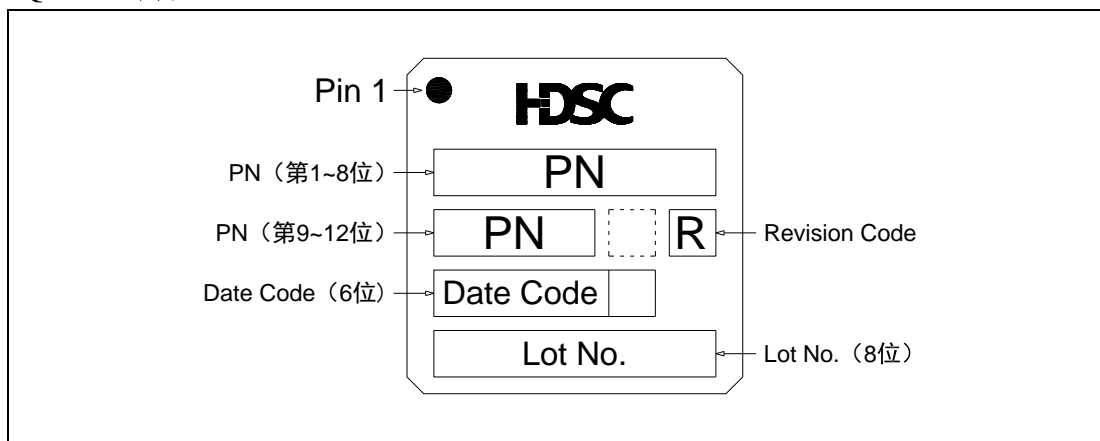 Pin 1
HDSC
PN（第1~8位）
PN
PN（第9~12位）
PN
R
Revision Code
Date Code（6位）
Date Code
Lot No.
Lot No.（8位）